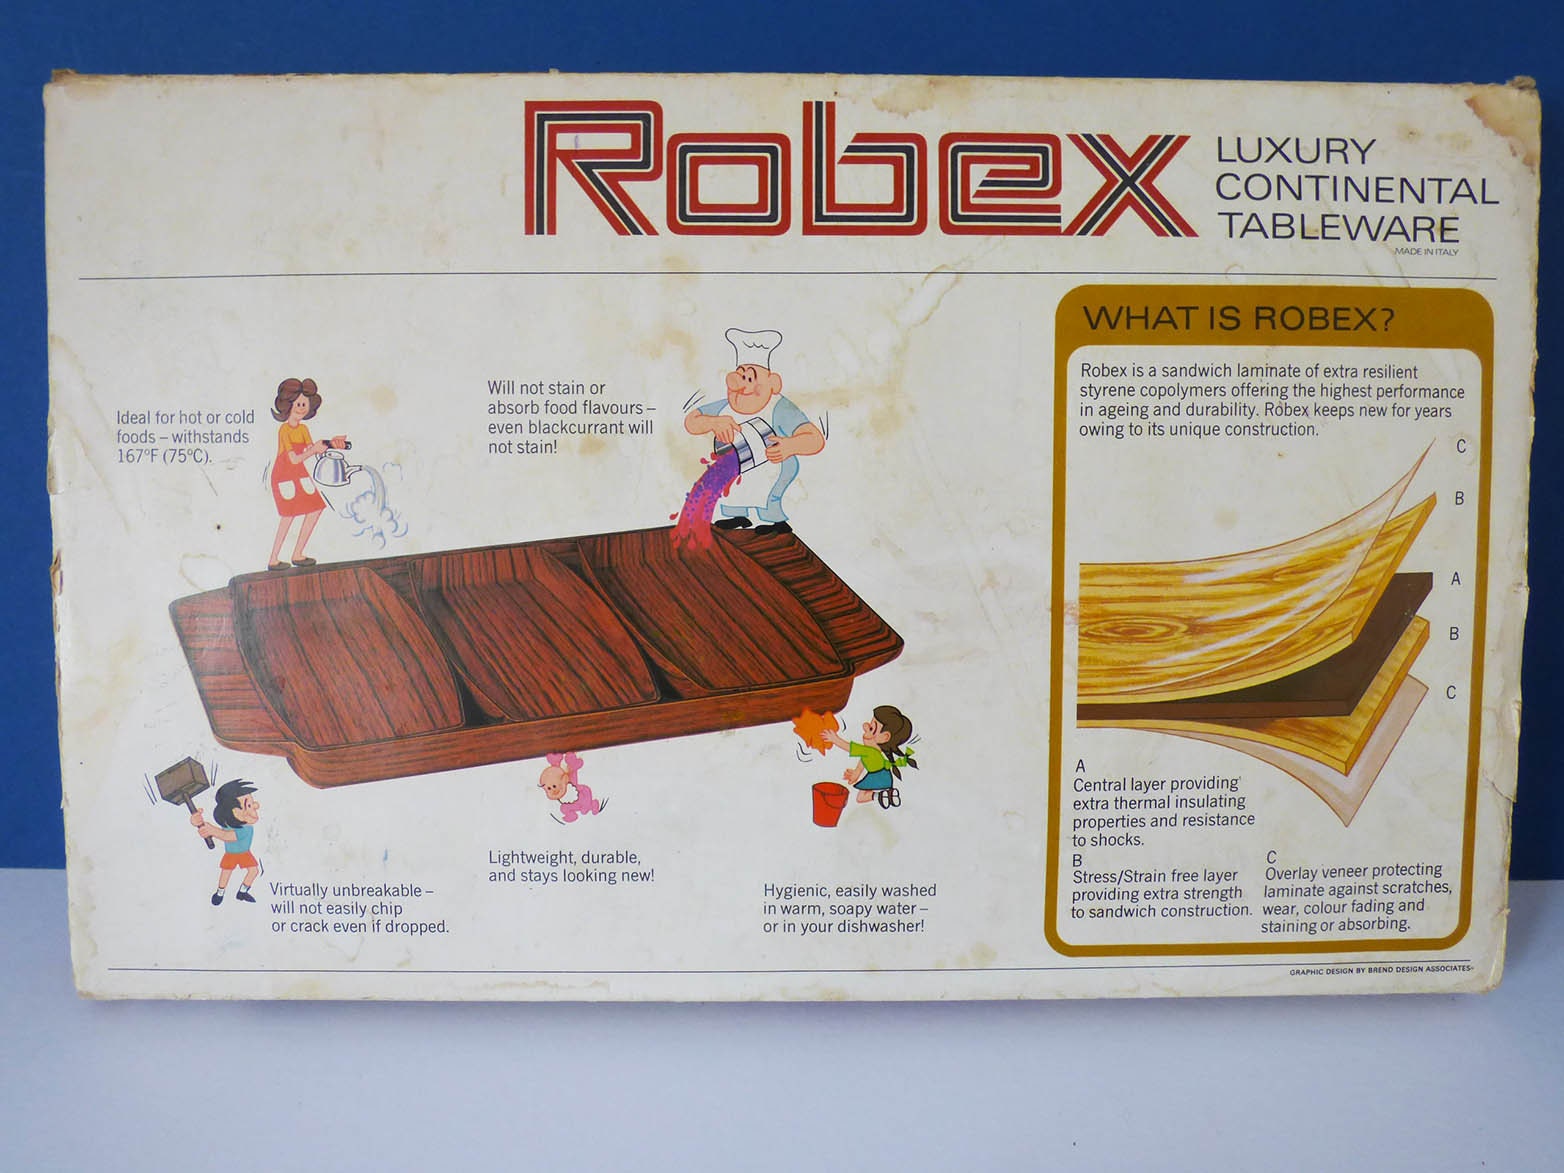 Robex
LUXURY
CONTINENTAL
TABLEWARE
MADE IN ITALY
Ideal for hot or cold
foods – withstands
167°F (75°C).
Will not stain or
absorb food flavours –
even blackcurrant will
not stain!
Virtually unbreakable –
will not easily chip
or crack even if dropped.
Lightweight, durable,
and stays looking new!
Hygienic, easily washed
in warm, soapy water –
or in your dishwasher!
WHAT IS ROBEX?
Robex is a sandwich laminate of extra resilient
styrene copolymers offering the highest performance
in ageing and durability. Robex keeps new for years
owing to its unique construction.
C
B
A
B
C
A
Central layer providing
extra thermal insulating
properties and resistance
to shocks.
B
Stress/Strain free layer
providing extra strength
to sandwich construction.
C
Overlay veneer protecting
laminate against scratches,
wear, colour fading and
staining or absorbing.
GRAPHIC DESIGN BY BREND DESIGN ASSOCIATES